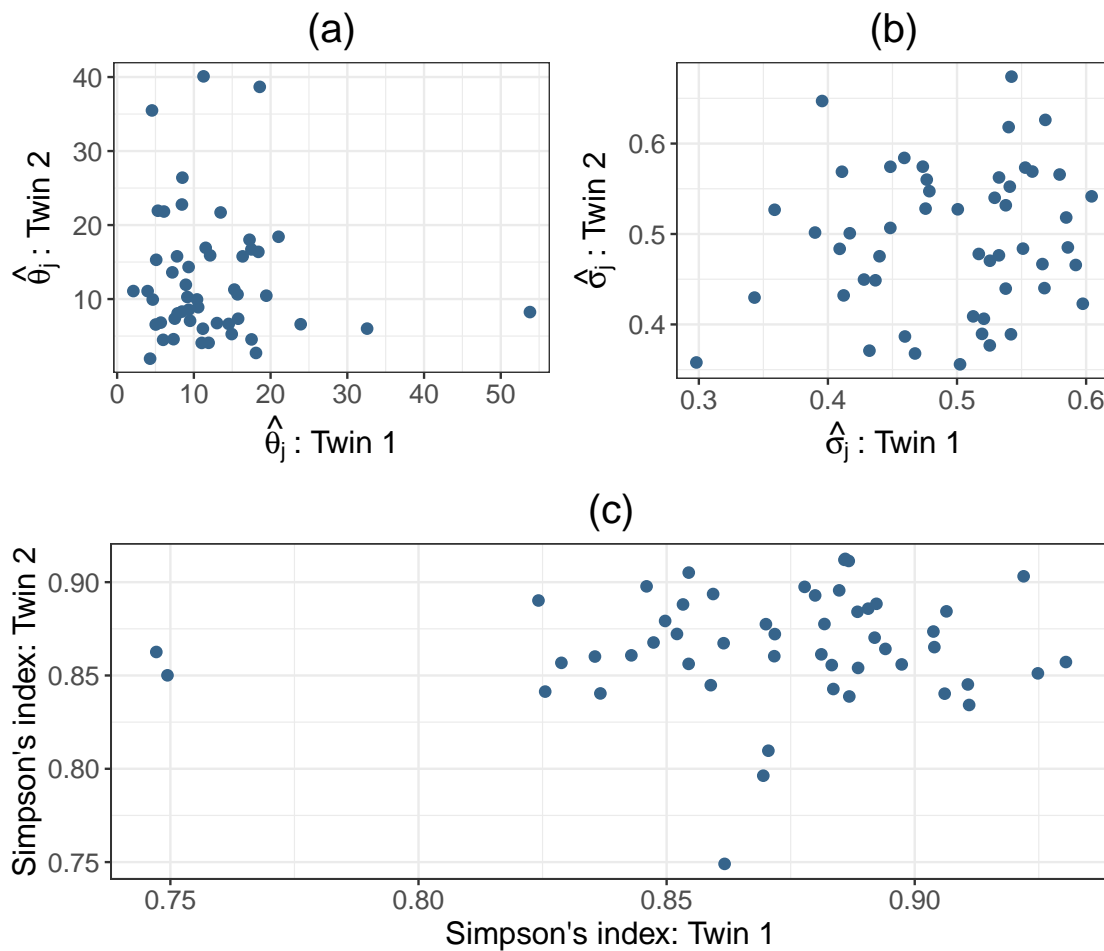 (a)
40
30
20
10
0 10 20 30 40 50
θ̂j : Twin 2
θ̂j : Twin 1
(b)
0.6
0.5
0.4
0.3 0.4 0.5 0.6
σ̂j : Twin 2
σ̂j : Twin 1
(c)
0.90
0.85
0.80
0.75
0.75 0.80 0.85 0.90
Simpson's index: Twin 2
Simpson's index: Twin 1